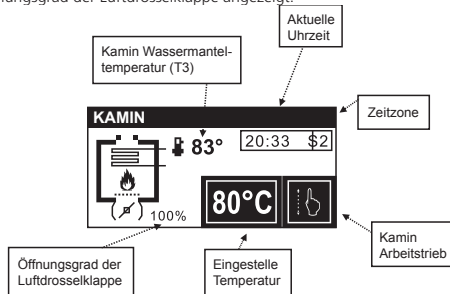 der Luftdrosselklappe angezeigt.
Aktuelle
Uhrzeit
Kamin Wassermantel-
temperatur (T3)
Zeitzone
KAMIN
83°
20:33 $2
80°C
100%
Kamin
Arbeitstrieb
Öffnungsgrad der
Luftdrosselklappe
Eingestelle
Temperatur